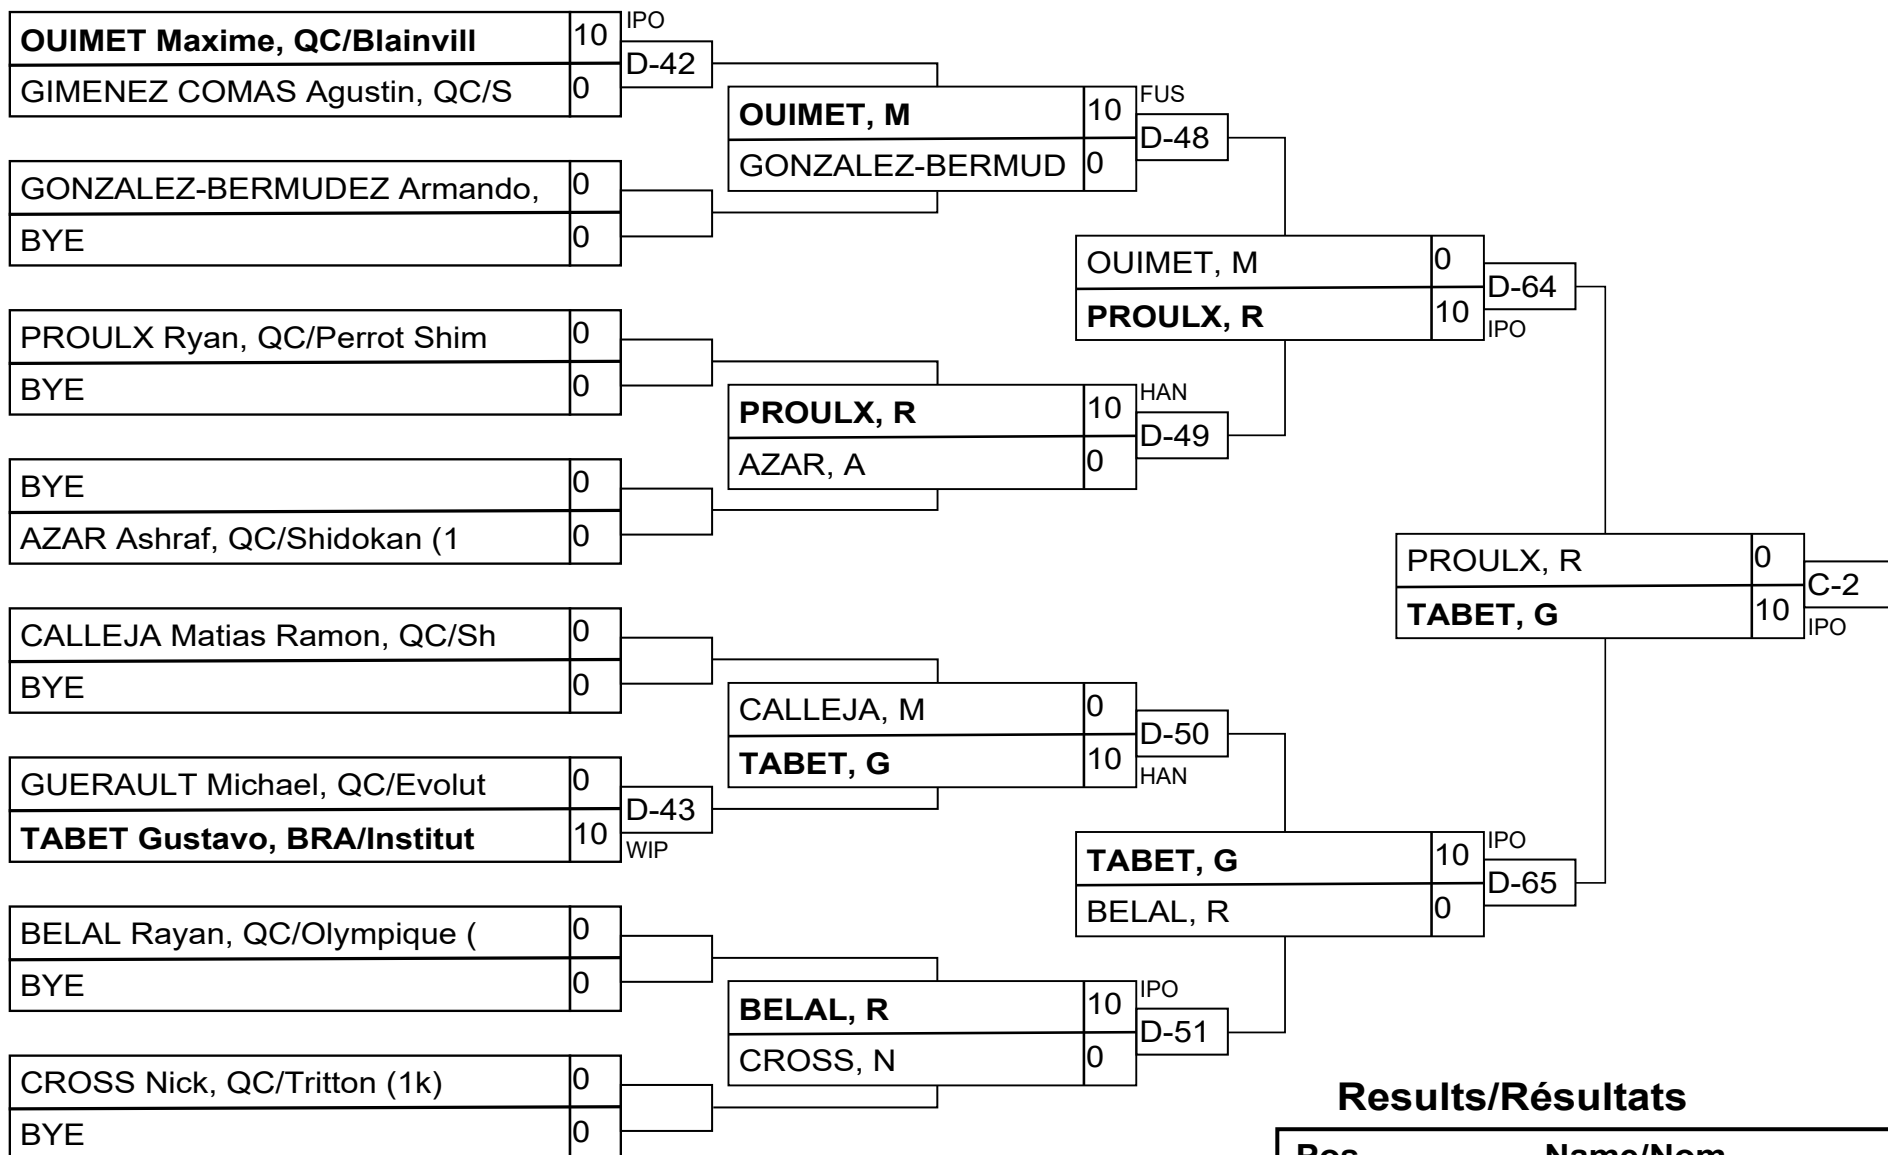 OUIMET Maxime, QC/Blainvill 10 IPO
GIMENEZ COMAS Agustin, QC/S 0
D-42
GONZALEZ-BERMUDEZ Armando, 0
BYE 0
PROULX Ryan, QC/Perrot Shim 0
BYE 0
BYE 0
AZAR Ashraf, QC/Shidokan (1 0
CALLEJA Matias Ramon, QC/Sh 0
BYE 0
GUERAULT Michael, QC/Evolut 0
D-43
TABET Gustavo, BRA/Institut 10 WIP
BELAL Rayan, QC/Olympique ( 0
BYE 0
CROSS Nick, QC/Tritton (1k) 0
BYE 0
OUIMET, M 10 FUS
D-48
GONZALEZ-BERMUD 0
PROULX, R 10 HAN
D-49
AZAR, A 0
CALLEJA, M 0
D-50
TABET, G 10 HAN
BELAL, R 10 IPO
D-51
CROSS, N 0
OUIMET, M 0
D-64
PROULX, R 10 IPO
TABET, G 10 IPO
D-65
BELAL, R 0
PROULX, R 0
C-2
TABET, G 10 IPO
Results/Résultats
Pos Name/Nom